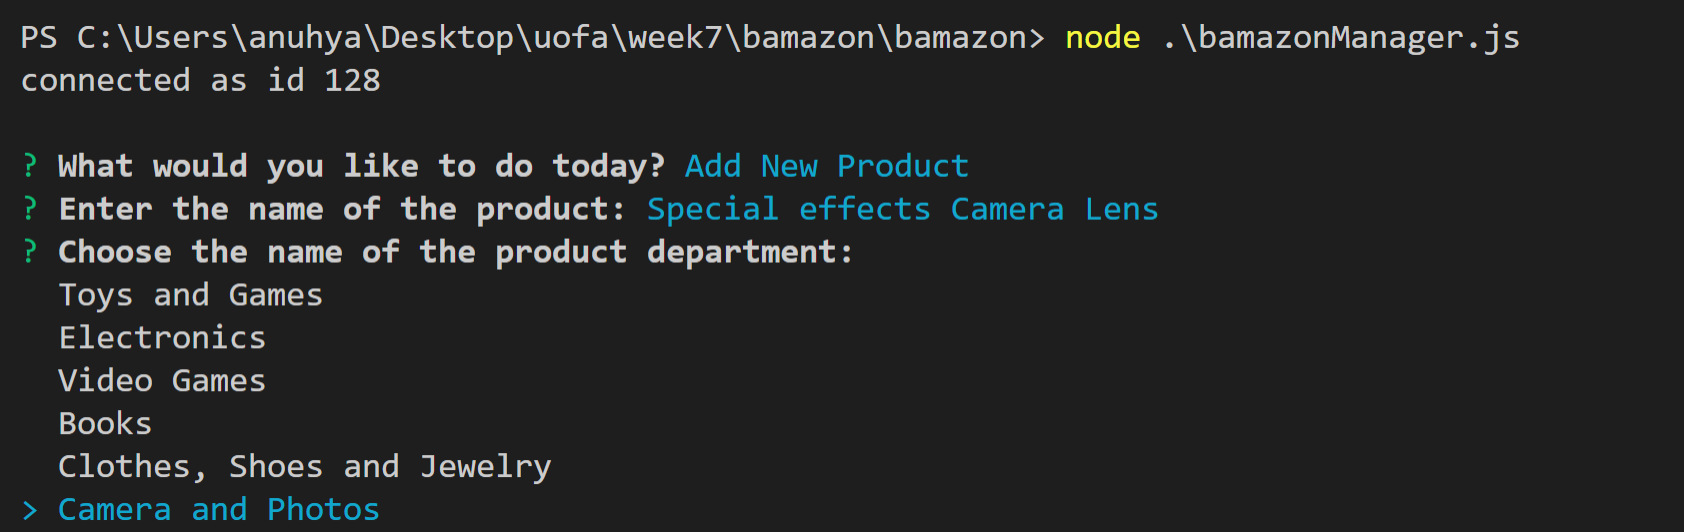 PS C:\Users\anuhya\Desktop\uofa\week7\bamazon\bamazon> node .\bamazonManager.js
connected as id 128
? What would you like to do today? Add New Product
? Enter the name of the product: Special effects Camera Lens
? Choose the name of the product department:
Toys and Games
Electronics
Video Games
Books
Clothes, Shoes and Jewelry
> Camera and Photos